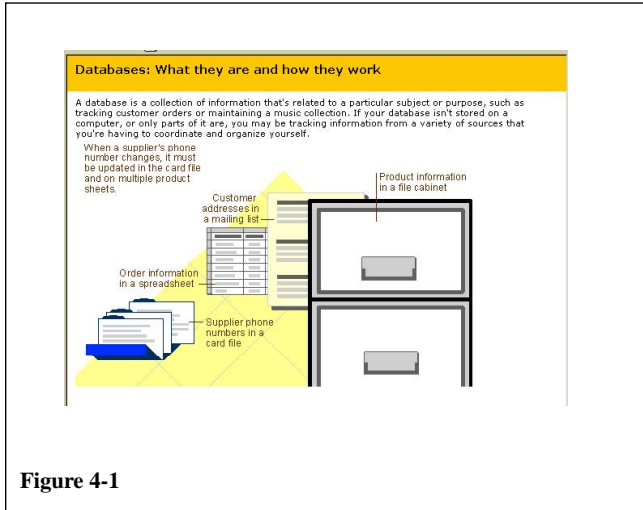 Databases: What they are and how they work
A database is a collection of information that's related to a particular subject or purpose, such as
tracking customer orders or maintaining a music collection. If your database isn't stored on a
computer, or only parts of it are, you may be tracking information from a variety of sources that
you're having to coordinate and organize yourself.
When a supplier's phone
number changes, it must
be updated in the card file
and on multiple product
sheets.
Product information
in a file cabinet
Customer
addresses in
a mailing list
Order information
in a spreadsheet
Supplier phone
numbers in a
card file
Figure 4-1